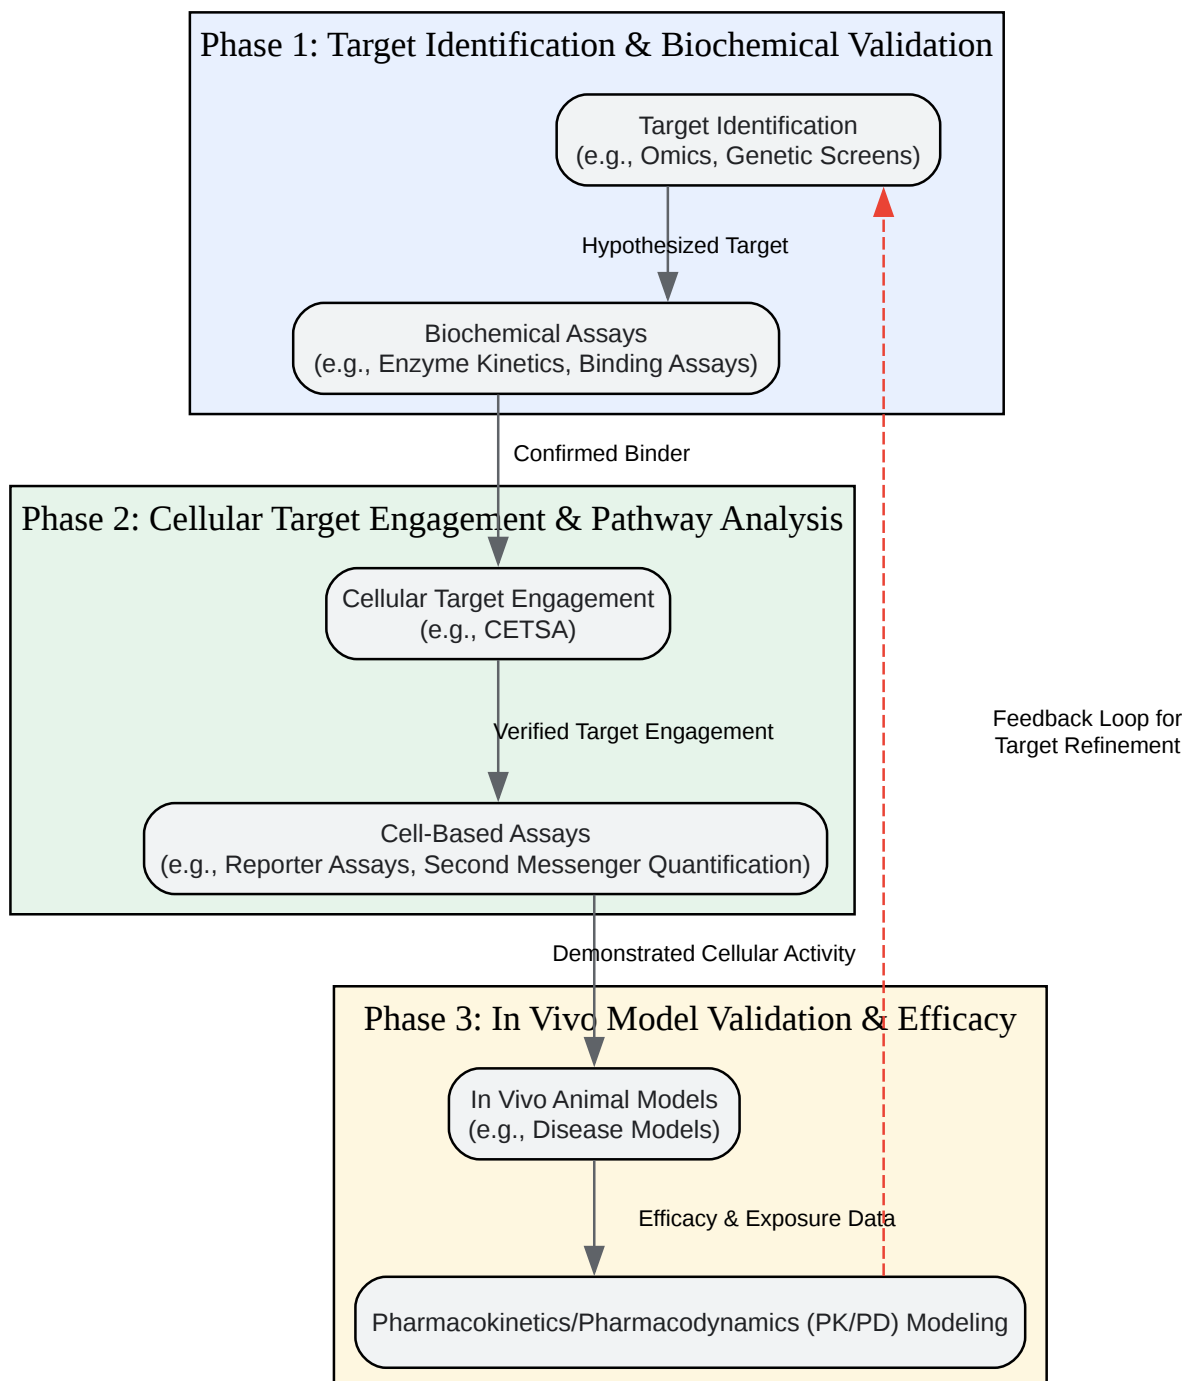 Phase 1: Target Identification & Biochemical Validation
Target Identification
(e.g., Omics, Genetic Screens)
Hypothesized Target
Biochemical Assays
(e.g., Enzyme Kinetics, Binding Assays)
Confirmed Binder
Phase 2: Cellular Target Engagement & Pathway Analysis
Cellular Target Engagement
(e.g., CETSA)
Verified Target Engagement
Feedback Loop for
Target Refinement
Cell-Based Assays
(e.g., Reporter Assays, Second Messenger Quantification)
Demonstrated Cellular Activity
Phase 3: In Vivo Model Validation & Efficacy
In Vivo Animal Models
(e.g., Disease Models)
Efficacy & Exposure Data
Pharmacokinetics/Pharmacodynamics (PK/PD) Modeling